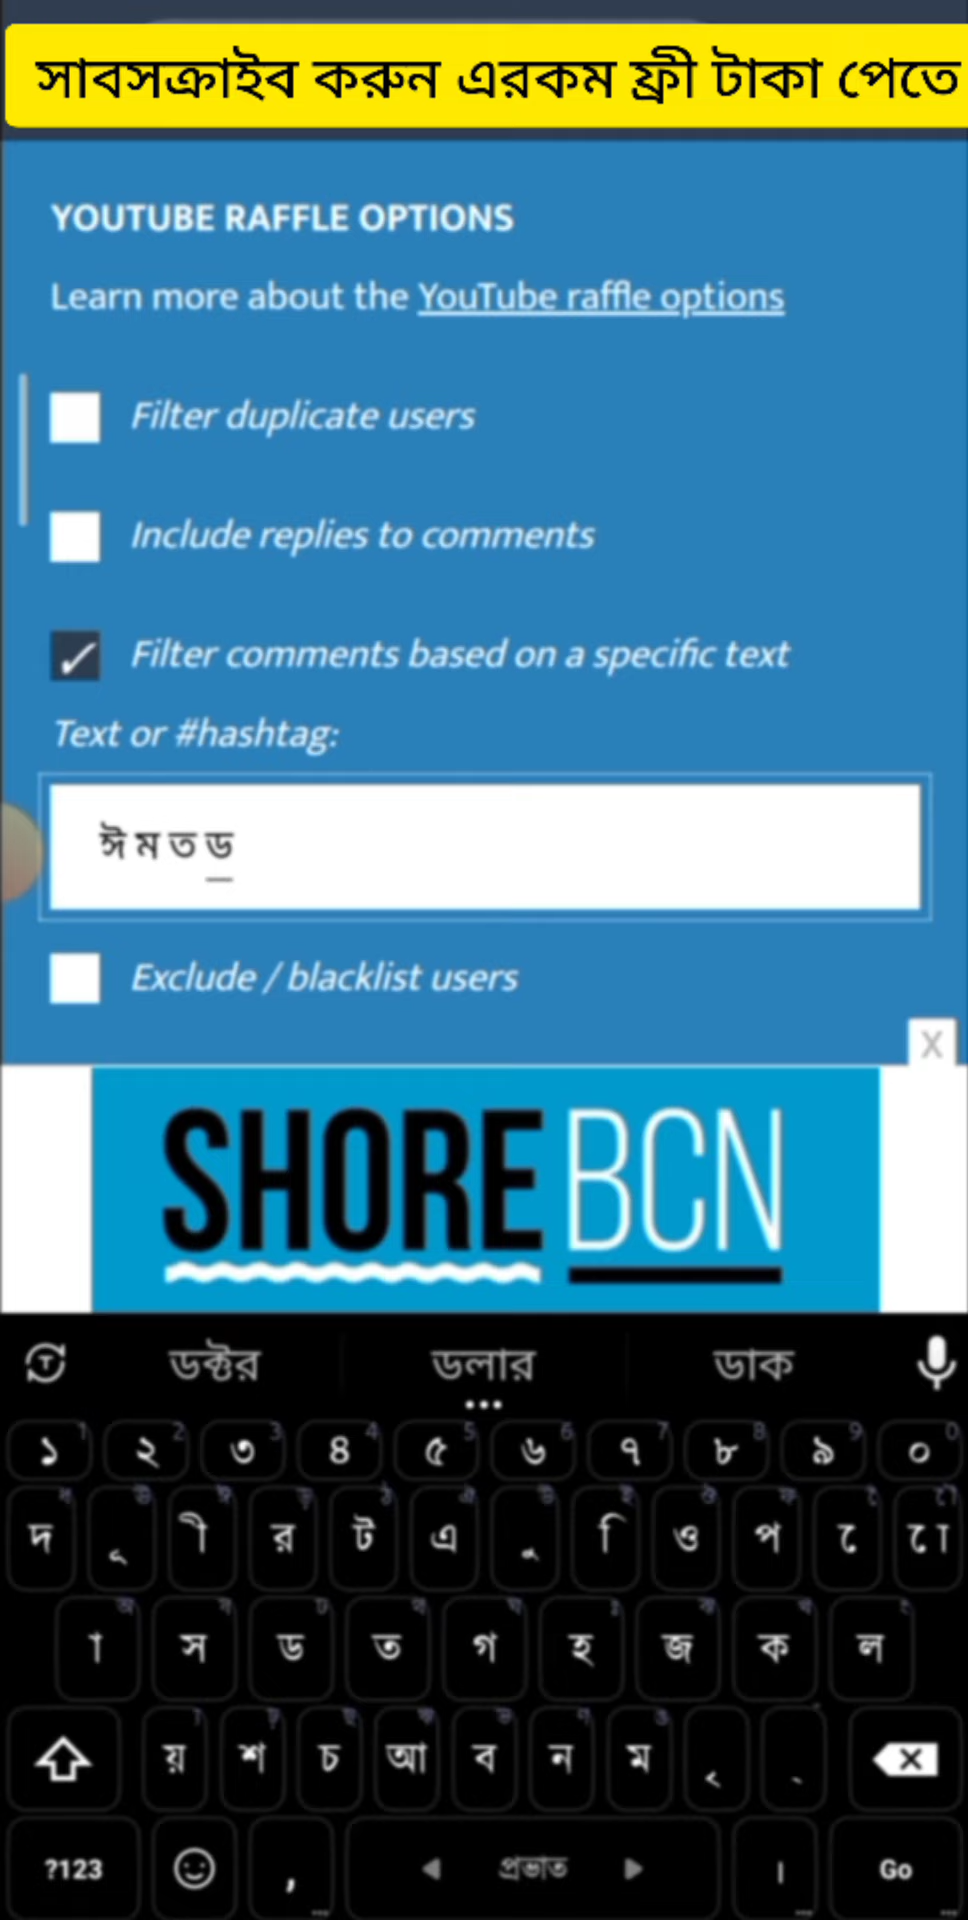 সাবসক্রাইব করুন এরকম ফ্রী টাকা পেতে
YOUTUBE RAFFLE OPTIONS
Learn more about the YouTube raffle options
Filter duplicate users
Include replies to comments
Filter comments based on a specific text
Text or #hashtag:
ঈ ম ত ড
Exclude / blacklist users
X
SHORE BCN
ডক্টর ডলার ডাক
১ ২ ৩ ৪ ৫ ৬ ৭ ৮ ৯ ০
দ ূ ী র ট এ ু ি ও প ে ো
া স ড ত গ হ জ ক ল
য় শ চ আ ব ন ম ৎ ্
?123 , প্রভাত । Go